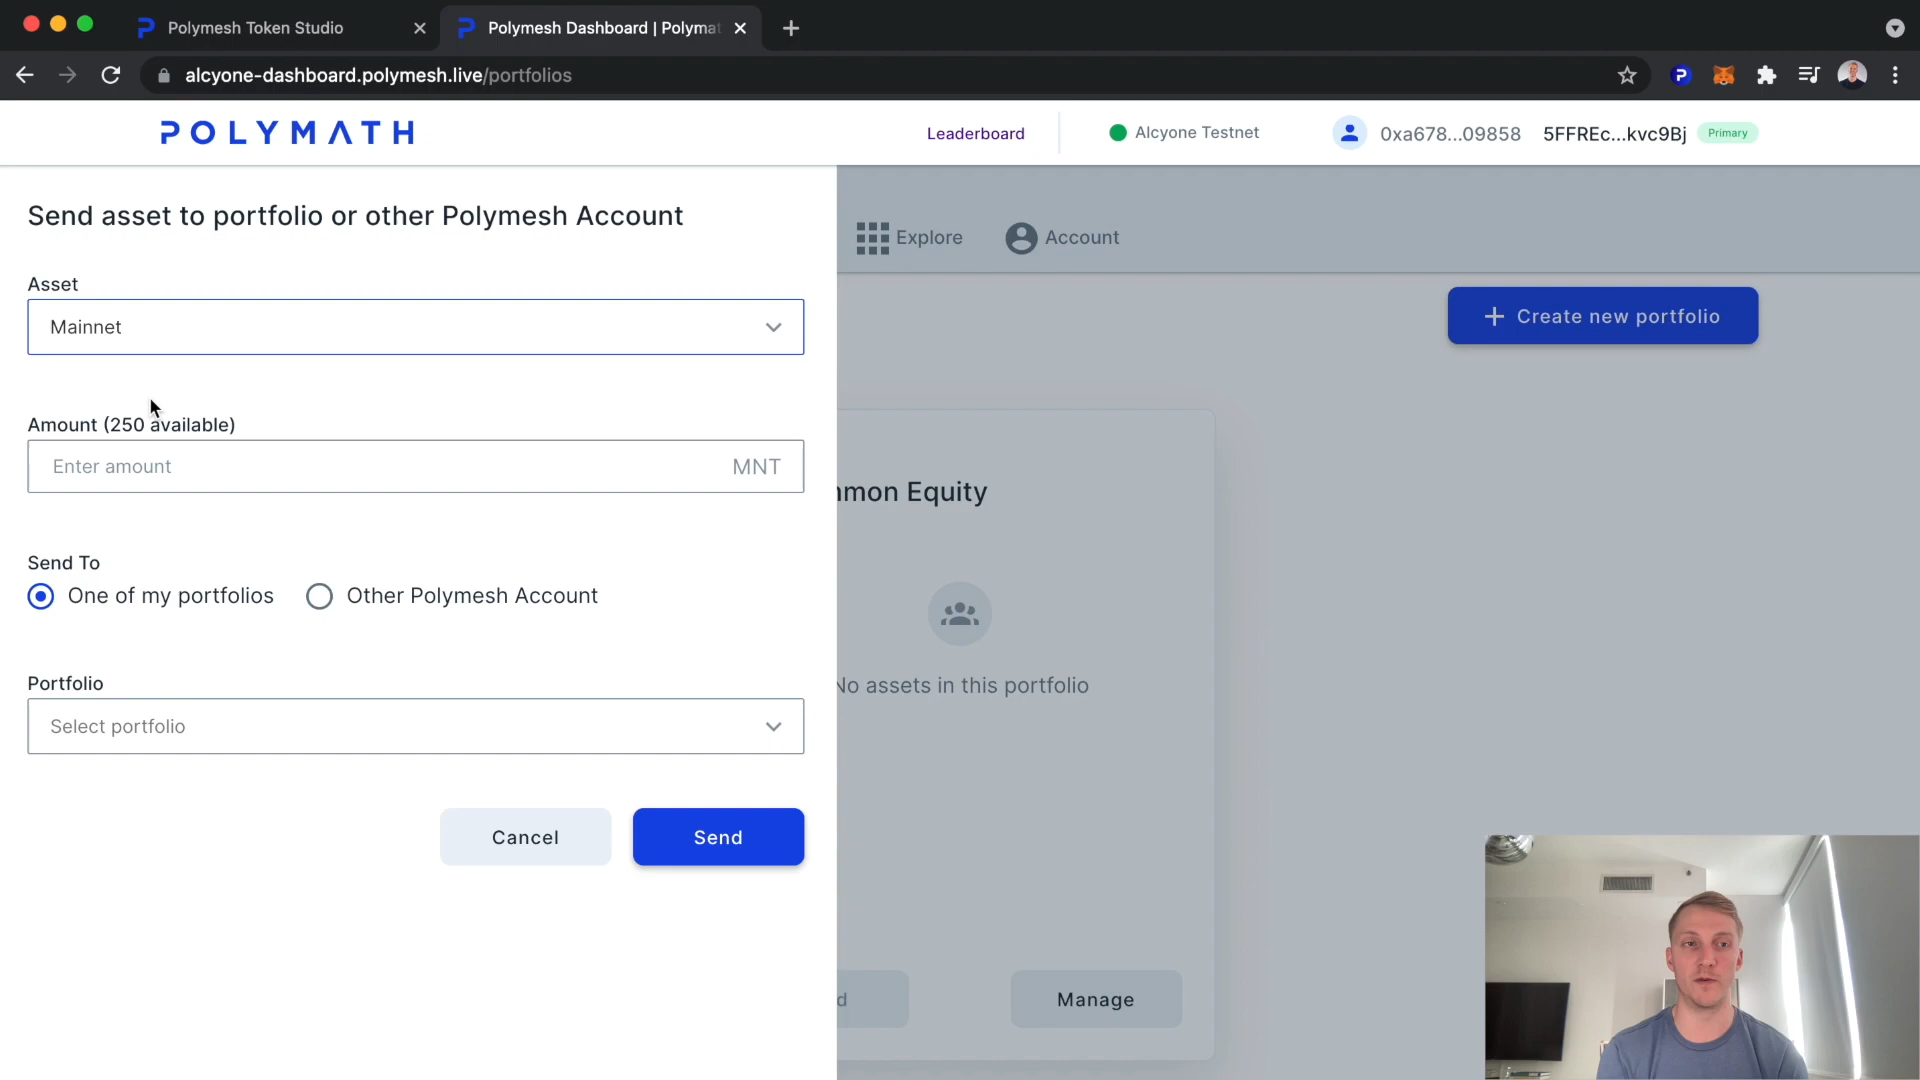 Polymesh Token Studio
Polymesh Dashboard | Polymat
alcyone-dashboard.polymesh.live/portfolios
POLYMATH
Leaderboard
Alcyone Testnet
0xa678...09858
5FFREc...kvc9Bj
Primary
Send asset to portfolio or other Polymesh Account
Explore
Account
Asset
Mainnet
Create new portfolio
Amount (250 available)
Enter amount
MNT
mmon Equity
Send To
One of my portfolios
Other Polymesh Account
No assets in this portfolio
Portfolio
Select portfolio
Cancel
Send
d
Manage